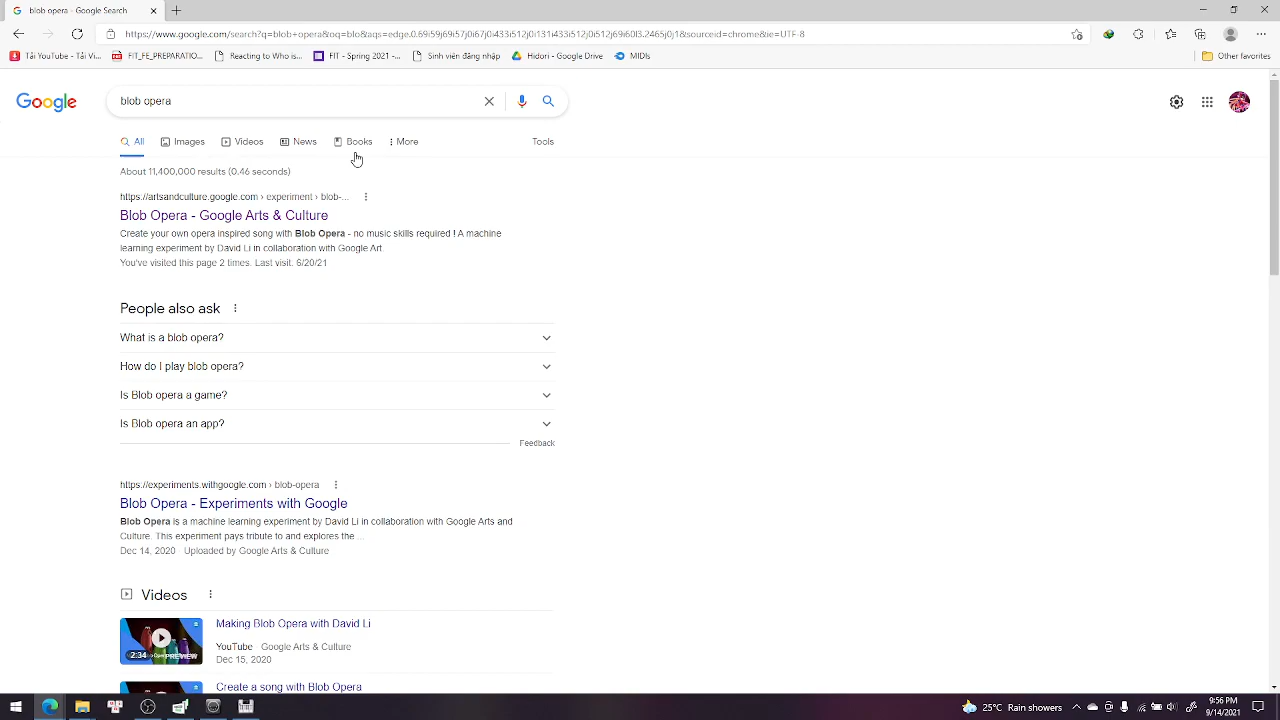 blob opera - Google Search
https://www.google.com/search?q=blob+opera&oq=blo&aqs=edge.0.69i59j69i57j0i67j0i433i512j0i131i433i512j0i512j69i60l3.2465j0j1&sourceid=chrome&ie=UTF-8
Tải YouTube - Tải Vi...
FIT_FE_PREPARATIO...
Reacting to Who is...
FIT - Spring 2021 -...
Sinh viên đăng nhập
Hidori - Google Drive
MIDIs
Other favorites
Google
blob opera
All
Images
Videos
News
Books
More
Tools
About 11,400,000 results (0.46 seconds)
https://artsandculture.google.com › experiment › blob-...
Blob Opera - Google Arts & Culture
Create your own opera inspired song with Blob Opera - no music skills required ! A machine
learning experiment by David Li in collaboration with Google Art.
You've visited this page 2 times. Last visit: 6/20/21
People also ask
What is a blob opera?
How do I play blob opera?
Is Blob opera a game?
Is Blob opera an app?
Feedback
https://experiments.withgoogle.com › blob-opera
Blob Opera - Experiments with Google
Blob Opera is a machine learning experiment by David Li in collaboration with Google Arts and
Culture. This experiment pays tribute to and explores the ...
Dec 14, 2020 · Uploaded by Google Arts & Culture
Videos
Making Blob Opera with David Li
2:34
PREVIEW
YouTube · Google Arts & Culture
Dec 15, 2020
Create a song with Blob Opera
25°C Rain showers
9:56 PM
9/14/2021